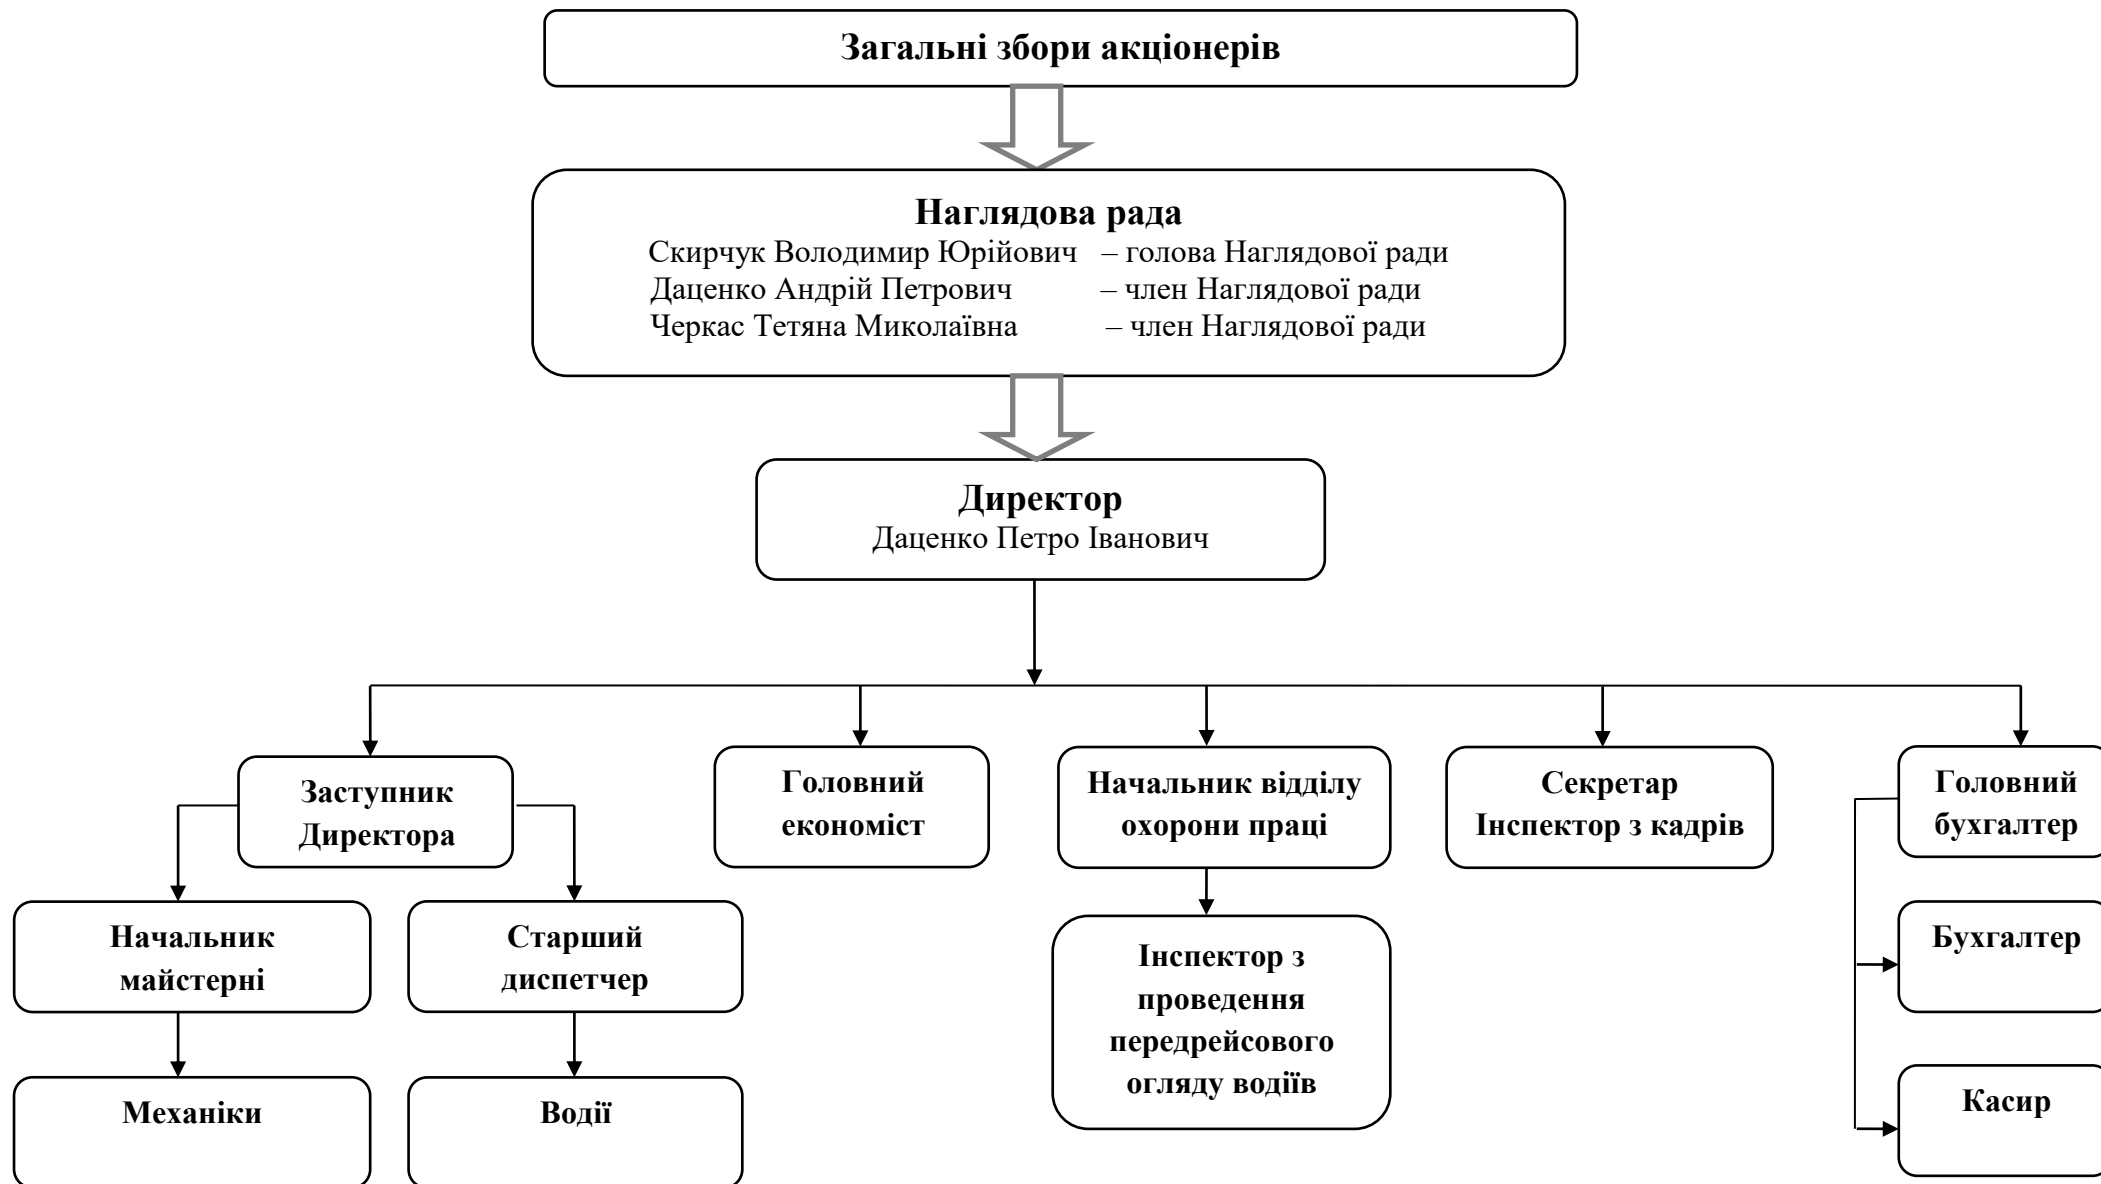 Загальні збори акціонерів
Наглядова рада
Скирчук Володимир Юрійович – голова Наглядової ради
Даценко Андрій Петрович – член Наглядової ради
Черкас Тетяна Миколаївна – член Наглядової ради
Директор
Даценко Петро Іванович
Заступник
Директора
Головний
економіст
Начальник відділу
охорони праці
Секретар
Інспектор з кадрів
Головний
бухгалтер
Начальник
майстерні
Старший
диспетчер
Інспектор з
проведення
передрейсового
огляду водіїв
Бухгалтер
Механіки
Водії
Касир